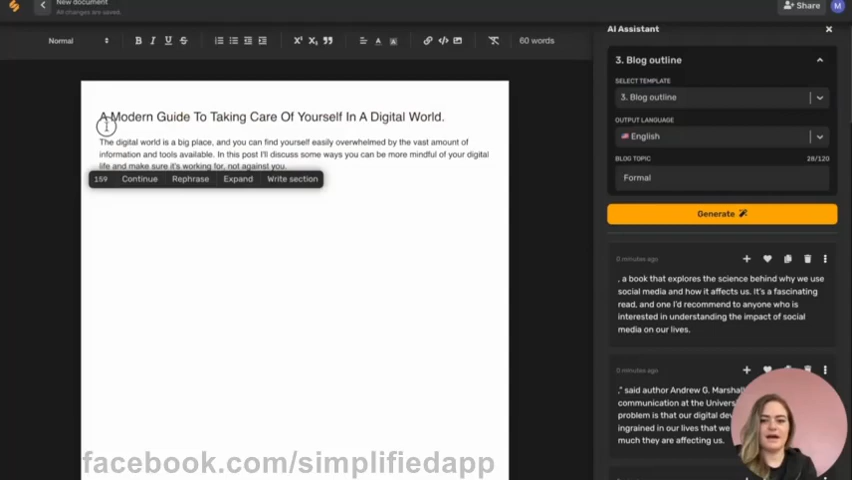 New document
All changes are saved.
Share
M
Normal
B I U S
60 words
AI Assistant
3. Blog outline
SELECT TEMPLATE
3. Blog outline
OUTPUT LANGUAGE
English
BLOG TOPIC
28/120
Formal
Generate
A Modern Guide To Taking Care Of Yourself In A Digital World.
The digital world is a big place, and you can find yourself easily overwhelmed by the vast amount of
information and tools available. In this post I'll discuss some ways you can be more mindful of your digital
life and make sure it's working for, not against you.
159 Continue Rephrase Expand Write section
0 minutes ago
, a book that explores the science behind why we use
social media and how it affects us. It's a fascinating
read, and one I'd recommend to anyone who is
interested in understanding the impact of social
media on our lives.
0 minutes ago
," said author Andrew G. Marshall
communication at the Univers
problem is that our digital dev
ingrained in our lives that we
much they are affecting us.
facebook.com/simplifiedapp